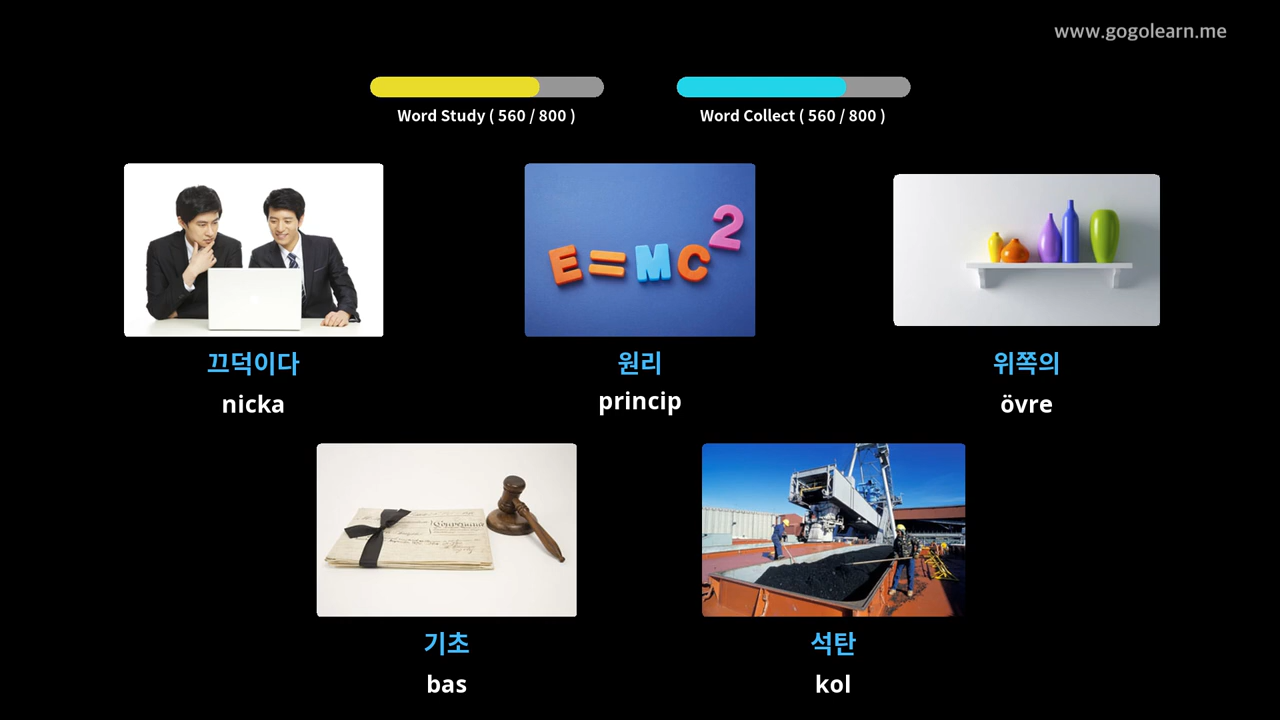 www.gogolearn.me
Word Study ( 560 / 800 )
Word Collect ( 560 / 800 )
E=MC2
끄덕이다
nicka
원리
princip
위쪽의
övre
기초
bas
석탄
kol